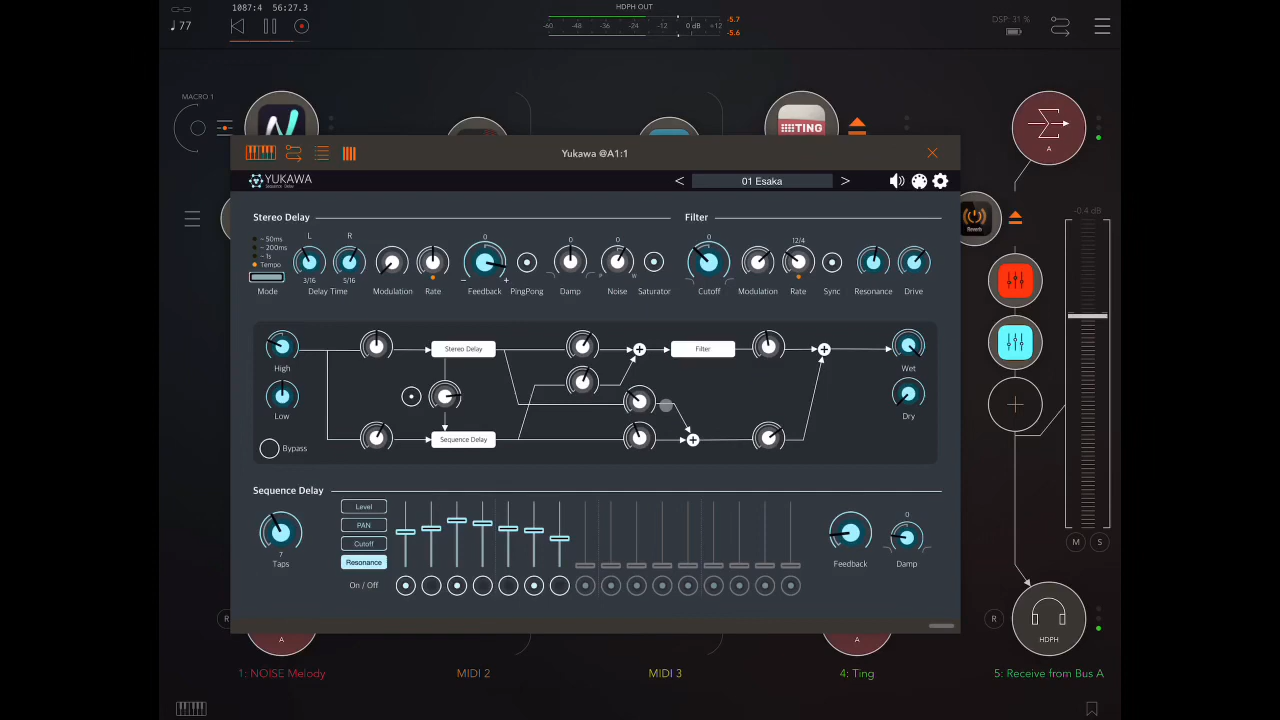 1087:4 56:27.3
HDPH OUT
♩77
-60 -48 -36 -24 0 dB +12
-5.7
-5.6
DSP: 31 %
MACRO 1
TING
A
Yukawa @A1:1
YUKAWA
Sequence Delay
< 01 Esaka >
Reverb
-0.4 dB
Stereo Delay
Filter
~ 50ms
~ 200ms
~ 1s
Tempo
L R 0 0 0 0 12/4
3/16 5/16
- +
P W
Mode Delay Time Modulation Rate Feedback PingPong Damp Noise Saturator Cutoff Modulation Rate Sync Resonance Drive
Stereo Delay
Filter
High
Wet
Low
Dry
Sequence Delay
Bypass
Sequence Delay
Level
PAN
Cutoff
Resonance
0
7
Taps
Feedback
Damp
On / Off
M S
R
R
HDPH
A A
1: NOISE Melody MIDI 2 MIDI 3 4: Ting 5: Receive from Bus A